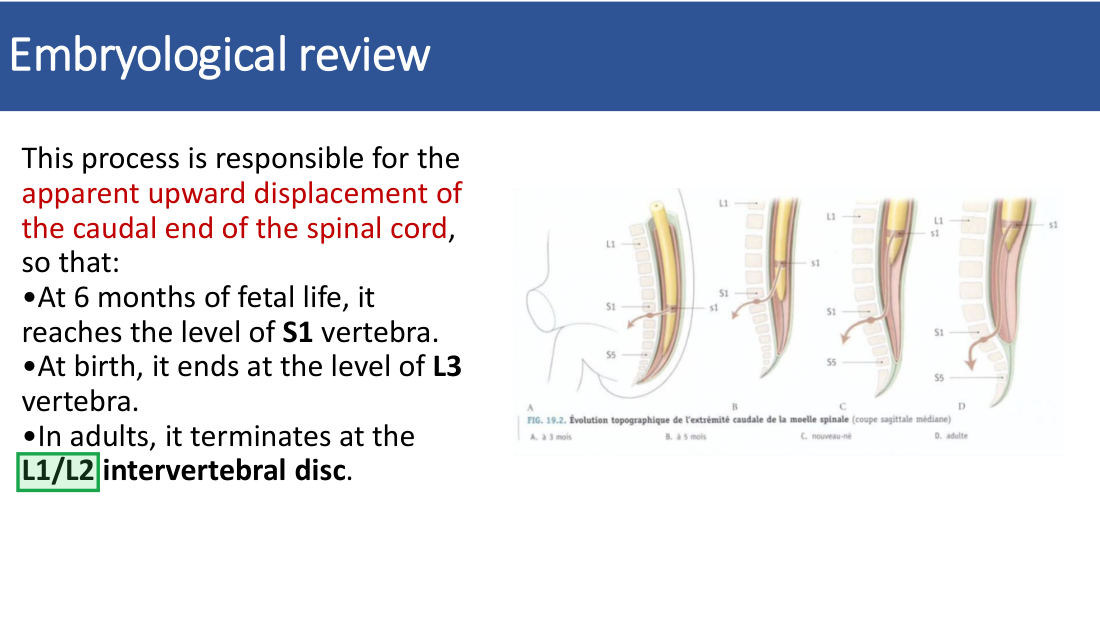 Embryological review
This process is responsible for the
apparent upward displacement of
the caudal end of the spinal cord,
so that:
•At 6 months of fetal life, it
reaches the level of S1 vertebra.
•At birth, it ends at the level of L3
vertebra.
•In adults, it terminates at the
L1/L2 intervertebral disc.
L1
S1
s1
S5
L1
s1
S1
L1
s1
S1
S5
L1
s1
S1
S5
A
B
C
D
FIG. 19.2. Évolution topographique de l'extrémité caudale de la moelle spinale (coupe sagittale médiane)
A. à 3 mois
B. à 5 mois
C. nouveau-né
D. adulte